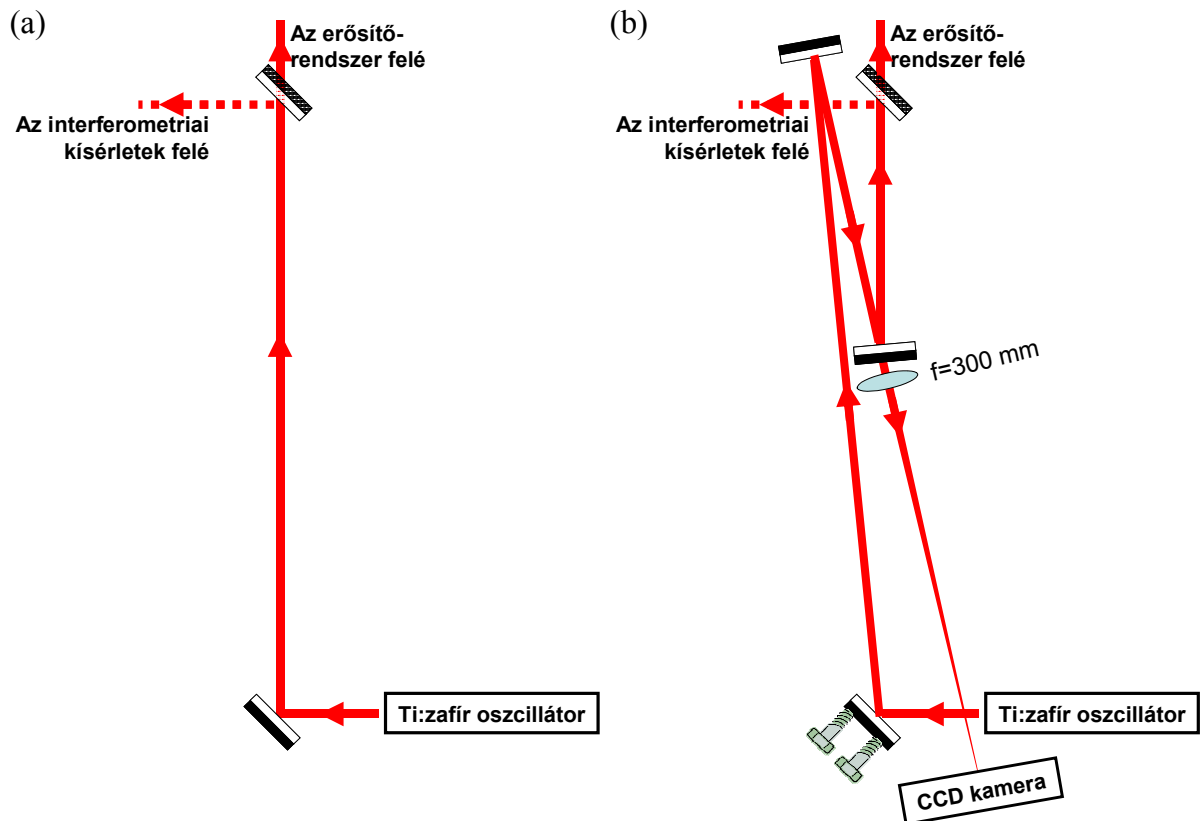 (a)
Az erősítő-
rendszer felé
Az interferometriai
kísérletek felé
Ti:zafír oszcillátor
(b)
Az erősítő-
rendszer felé
Az interferometriai
kísérletek felé
f=300 mm
Ti:zafír oszcillátor
CCD kamera